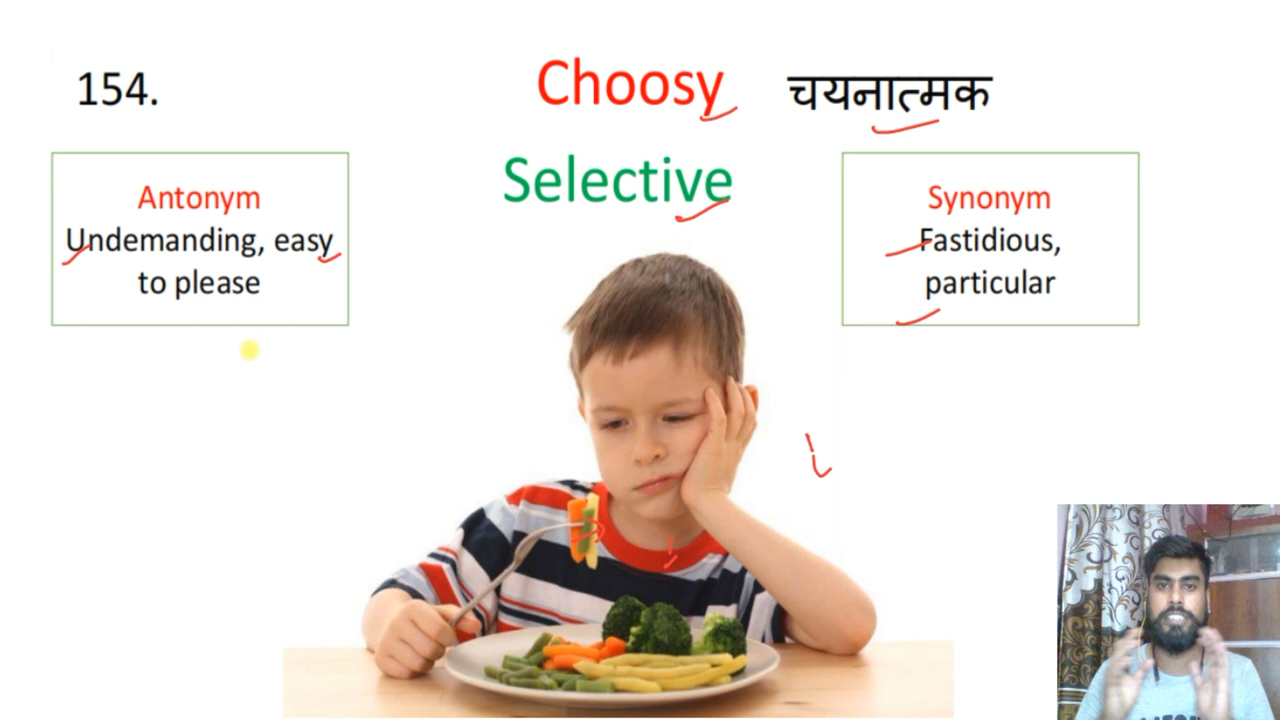 154.
Choosy चयनात्मक
Selective
Antonym
Undemanding, easy
to please
Synonym
Fastidious,
particular